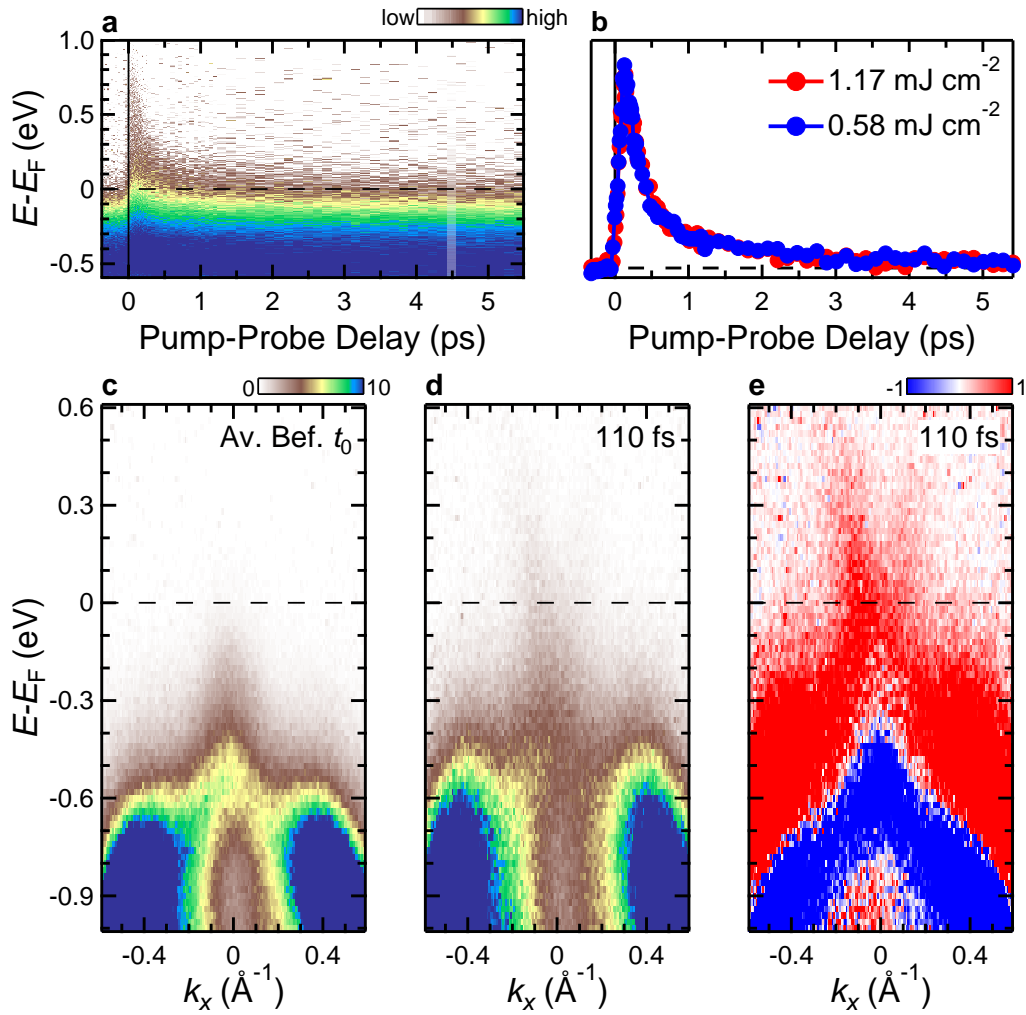 a
low high
1.0
0.5
0
-0.5
E-E_F (eV)
0 1 2 3 4 5
Pump-Probe Delay (ps)
b
1.17 mJ cm⁻²
0.58 mJ cm⁻²
0 1 2 3 4 5
Pump-Probe Delay (ps)
c
0 10
Av. Bef. t₀
0.6
0.3
0
-0.3
-0.6
-0.9
E-E_F (eV)
-0.4 0 0.4
kₓ (Å⁻¹)
d
110 fs
-0.4 0 0.4
kₓ (Å⁻¹)
e
-1 1
110 fs
-0.4 0 0.4
kₓ (Å⁻¹)